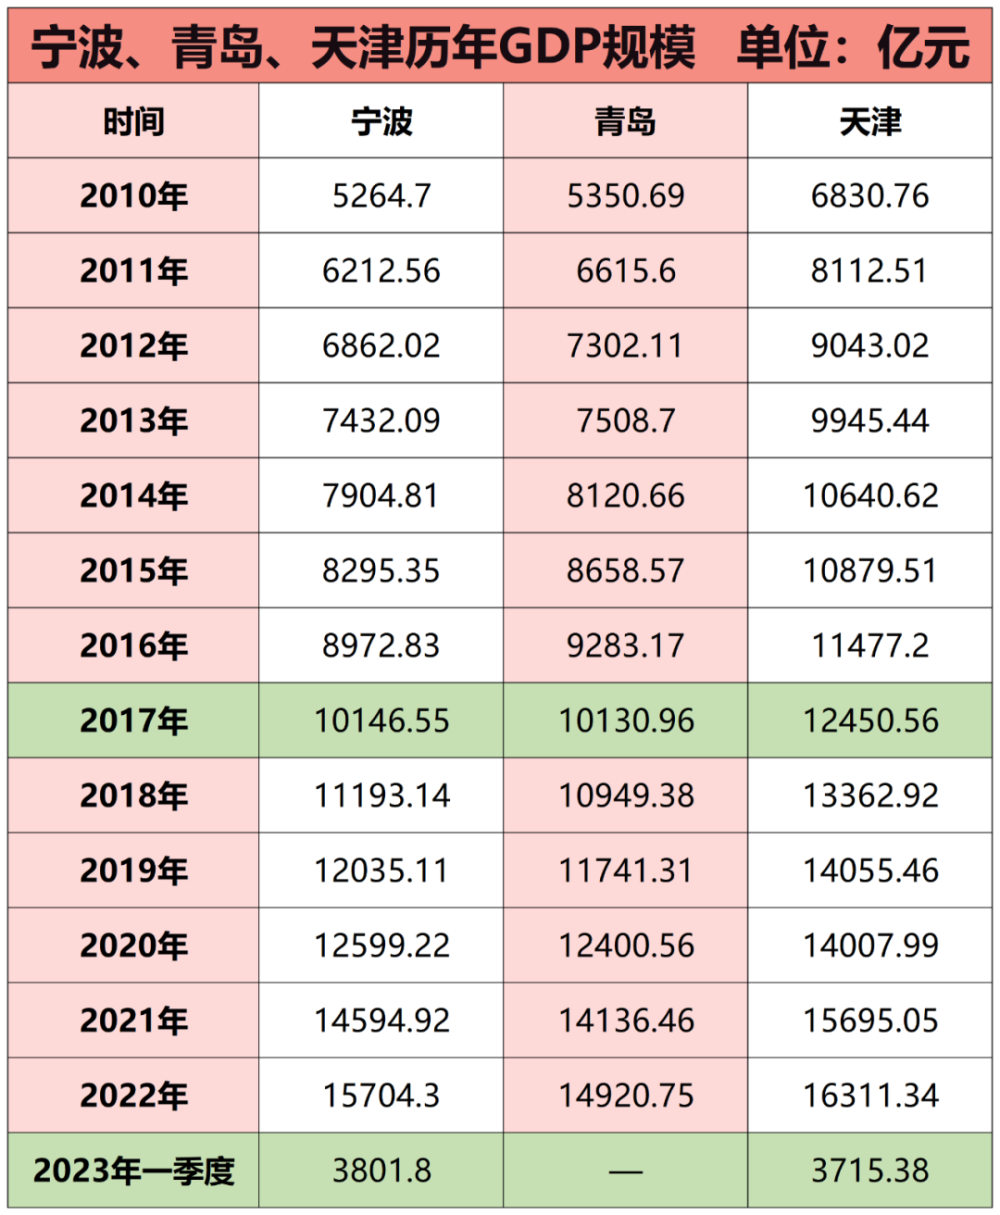 宁波、青岛、天津历年GDP规模 单位：亿元
时间 宁波 青岛 天津
2010年 5264.7 5350.69 6830.76
2011年 6212.56 6615.6 8112.51
2012年 6862.02 7302.11 9043.02
2013年 7432.09 7508.7 9945.44
2014年 7904.81 8120.66 10640.62
2015年 8295.35 8658.57 10879.51
2016年 8972.83 9283.17 11477.2
2017年 10146.55 10130.96 12450.56
2018年 11193.14 10949.38 13362.92
2019年 12035.11 11741.31 14055.46
2020年 12599.22 12400.56 14007.99
2021年 14594.92 14136.46 15695.05
2022年 15704.3 14920.75 16311.34
2023年一季度 3801.8 — 3715.38